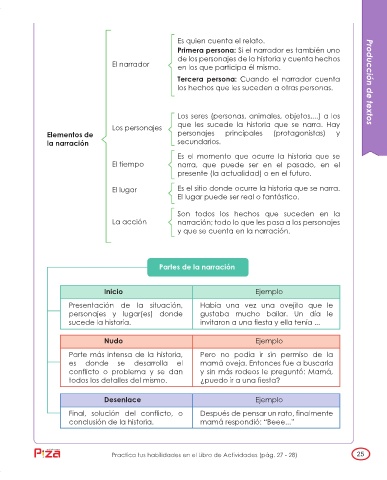 Es quien cuenta el relato.
Primera persona: Si el narrador es también uno
de los personajes de la historia y cuenta hechos
en los que participa él mismo.
El narrador
Tercera persona: Cuando el narrador cuenta
los hechos que les suceden a otras personas.
Producción de textos
Los seres (personas, animales, objetos,...) a los
que les sucede la historia que se narra. Hay
personajes principales (protagonistas) y
secundarios.
Los personajes
Elementos de
la narración
Es el momento que ocurre la historia que se
narra, que puede ser en el pasado, en el
presente (la actualidad) o en el futuro.
El tiempo
El lugar
Es el sitio donde ocurre la historia que se narra.
El lugar puede ser real o fantástico.
Son todos los hechos que suceden en la
narración; todo lo que les pasa a los personajes
y que se cuenta en la narración.
La acción
Partes de la narración
Inicio
Ejemplo
Presentación de la situación,
personajes y lugar(es) donde
sucede la historia.
Había una vez una ovejita que le
gustaba mucho bailar. Un día le
invitaron a una fiesta y ella tenía ...
Nudo
Ejemplo
Parte más intensa de la historia,
es donde se desarrolla el
conflicto o problema y se dan
todos los detalles del mismo.
Pero no podía ir sin permiso de la
mamá oveja. Entonces fue a buscarla
y sin más rodeos le preguntó: Mamá,
¿puedo ir a una fiesta?
Desenlace
Ejemplo
Final, solución del conflicto, o
conclusión de la historia.
Después de pensar un rato, finalmente
mamá respondió: “Beee...”
Practica tus habilidades en el Libro de Actividades (pág. 27 - 28)
25